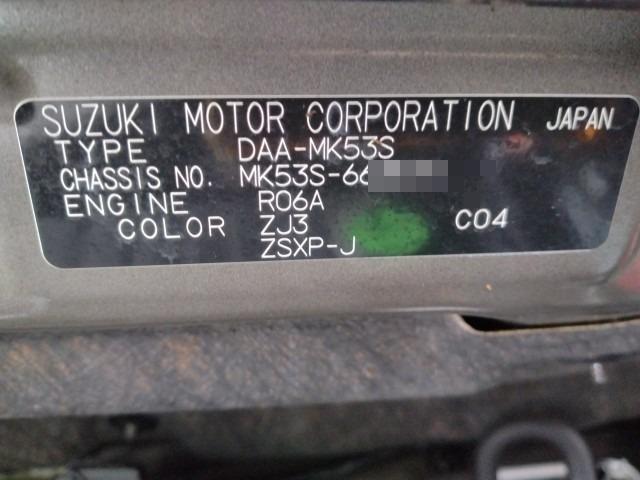 SUZUKI MOTOR CORPORATION JAPAN
TYPE DAA-MK53S
CHASSIS NO. MK53S-66
ENGINE R06A
COLOR ZJ3 C04
ZSXP-J